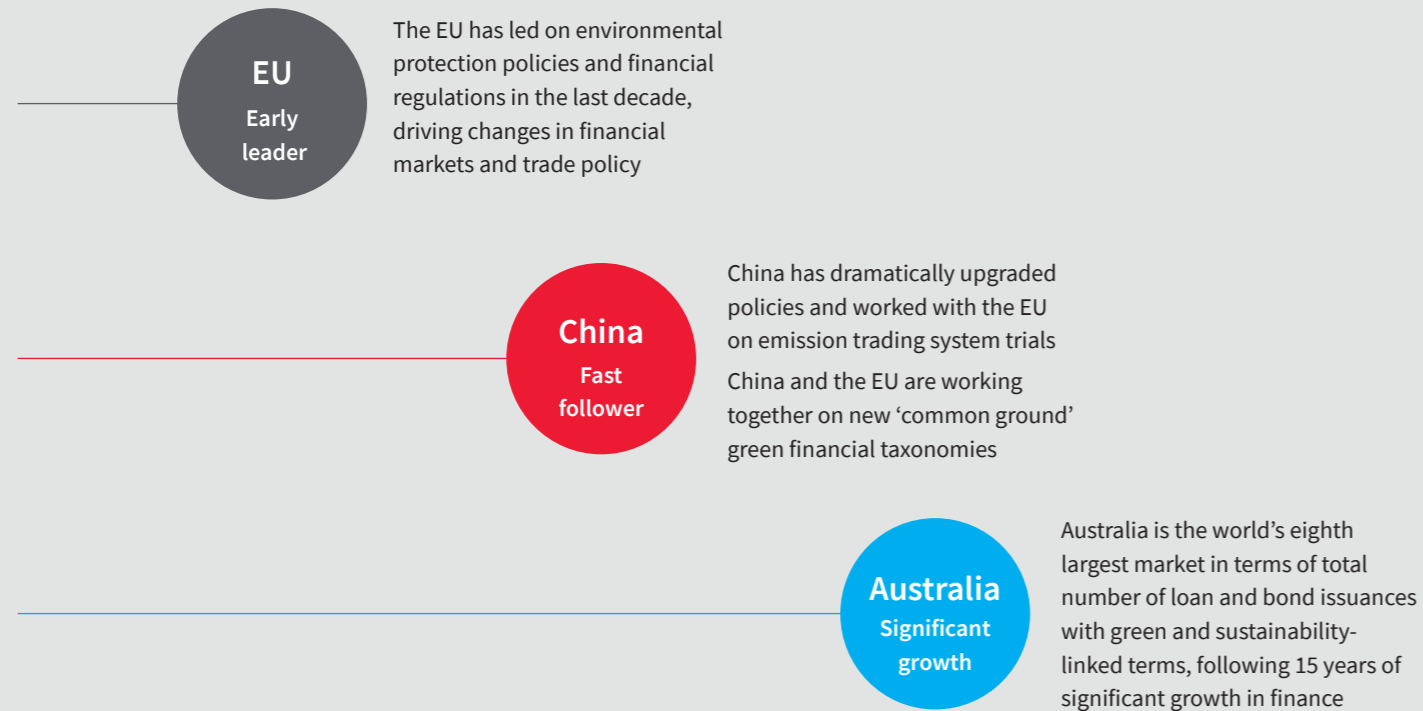 EU
Early
leader
The EU has led on environmental
protection policies and financial
regulations in the last decade,
driving changes in financial
markets and trade policy
China
Fast
follower
China has dramatically upgraded
policies and worked with the EU
on emission trading system trials
China and the EU are working
together on new ‘common ground’
green financial taxonomies
Australia
Significant
growth
Australia is the world’s eighth
largest market in terms of total
number of loan and bond issuances
with green and sustainability-
linked terms, following 15 years of
significant growth in finance